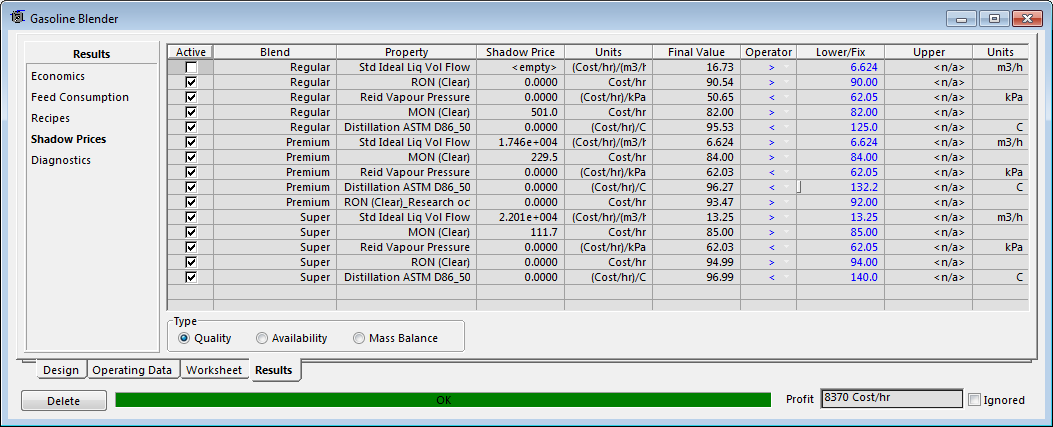 Gasoline Blender
Results
Economics
Feed Consumption
Recipes
Shadow Prices
Diagnostics
Active Blend Property Shadow Price Units Final Value Operator Lower/Fix Upper Units
Regular Std Ideal Liq Vol Flow <empty> (Cost/hr)/(m3/h 16.73 > 6.624 <n/a> m3/h
Regular RON (Clear) 0.0000 Cost/hr 90.54 > 90.00 <n/a>
Regular Reid Vapour Pressure 0.0000 (Cost/hr)/kPa 50.65 < 62.05 <n/a> kPa
Regular MON (Clear) 501.0 Cost/hr 82.00 > 82.00 <n/a>
Regular Distillation ASTM D86_50 0.0000 (Cost/hr)/C 95.53 < 125.0 <n/a> C
Premium Std Ideal Liq Vol Flow 1.746e+004 (Cost/hr)/(m3/h 6.624 > 6.624 <n/a> m3/h
Premium MON (Clear) 229.5 Cost/hr 84.00 > 84.00 <n/a>
Premium Reid Vapour Pressure 0.0000 (Cost/hr)/kPa 62.03 < 62.05 <n/a> kPa
Premium Distillation ASTM D86_50 0.0000 (Cost/hr)/C 96.27 < 132.2 <n/a> C
Premium RON (Clear)_Research oc 0.0000 Cost/hr 93.47 > 92.00 <n/a>
Super Std Ideal Liq Vol Flow 2.201e+004 (Cost/hr)/(m3/h 13.25 > 13.25 <n/a> m3/h
Super MON (Clear) 111.7 Cost/hr 85.00 > 85.00 <n/a>
Super Reid Vapour Pressure 0.0000 (Cost/hr)/kPa 62.03 < 62.05 <n/a> kPa
Super RON (Clear) 0.0000 Cost/hr 94.99 > 94.00 <n/a>
Super Distillation ASTM D86_50 0.0000 (Cost/hr)/C 96.99 < 140.0 <n/a> C
Type
Quality Availability Mass Balance
Design Operating Data Worksheet Results
Delete OK Profit 8370 Cost/hr Ignored